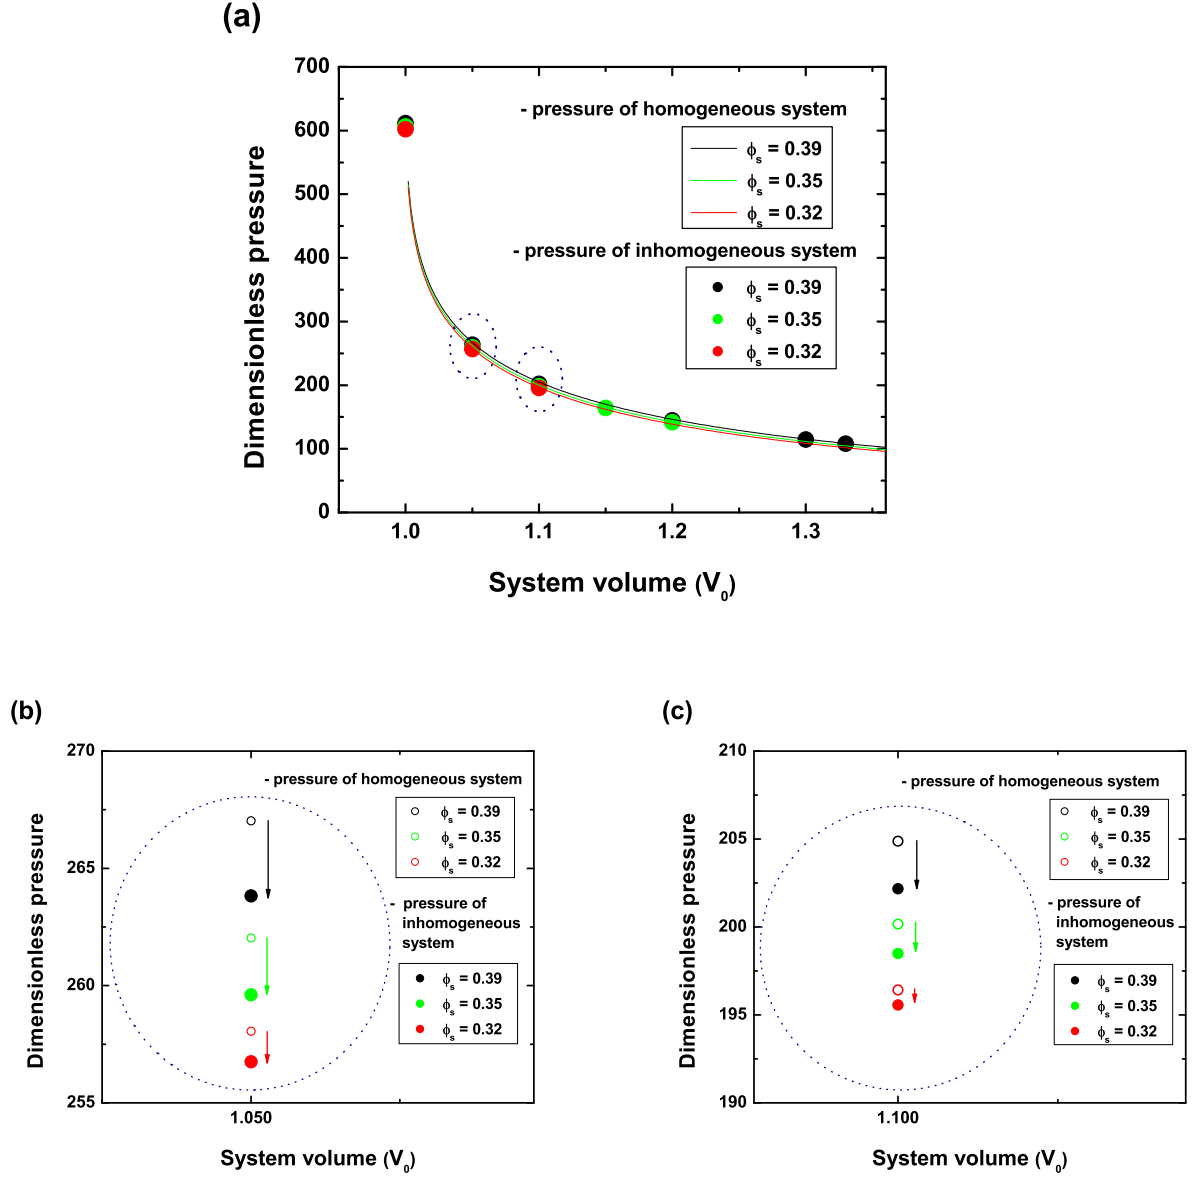 (a)
700
600
500
400
300
200
100
0
Dimensionless pressure
- pressure of homogeneous system
ϕs = 0.39
ϕs = 0.35
ϕs = 0.32
- pressure of inhomogeneous system
ϕs = 0.39
ϕs = 0.35
ϕs = 0.32
1.0
1.1
1.2
1.3
System volume (V0)
(b)
270
265
260
255
Dimensionless pressure
- pressure of homogeneous system
ϕs = 0.39
ϕs = 0.35
ϕs = 0.32
- pressure of
inhomogeneous
system
ϕs = 0.39
ϕs = 0.35
ϕs = 0.32
1.050
System volume (V0)
(c)
210
205
200
195
190
Dimensionless pressure
- pressure of homogeneous system
ϕs = 0.39
ϕs = 0.35
ϕs = 0.32
- pressure of
inhomogeneous
system
ϕs = 0.39
ϕs = 0.35
ϕs = 0.32
1.100
System volume (V0)